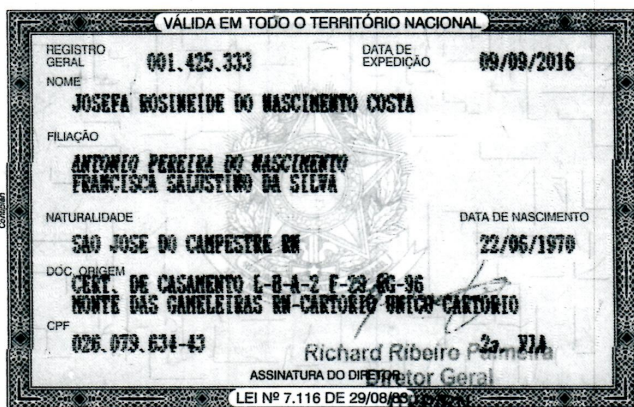 VÁLIDA EM TODO O TERRITÓRIO NACIONAL
REGISTRO GERAL 001.425.333 DATA DE EXPEDIÇÃO 09/09/2016
NOME
JOSEFA ROSINEIDE DO NASCIMENTO COSTA
FILIAÇÃO
ANTONIO PEREIRA DO NASCIMENTO
FRANCISCA SALUSTINO DA SILVA
NATURALIDADE DATA DE NASCIMENTO
SAO JOSE DO CAMPESTRE RN 22/06/1970
DOC. ORIGEM
CERT. DE CASAMENTO L-B-A-2 F-29 RG-96
MONTE DAS GAMELEIRAS RN-CARTORIO UNICO CARTORIO
CPF
026.079.634-43 2a. VIA
Richard Ribeiro Palmeira
ASSINATURA DO DIRETOR
Diretor Geral
LEI Nº 7.116 DE 29/08/83